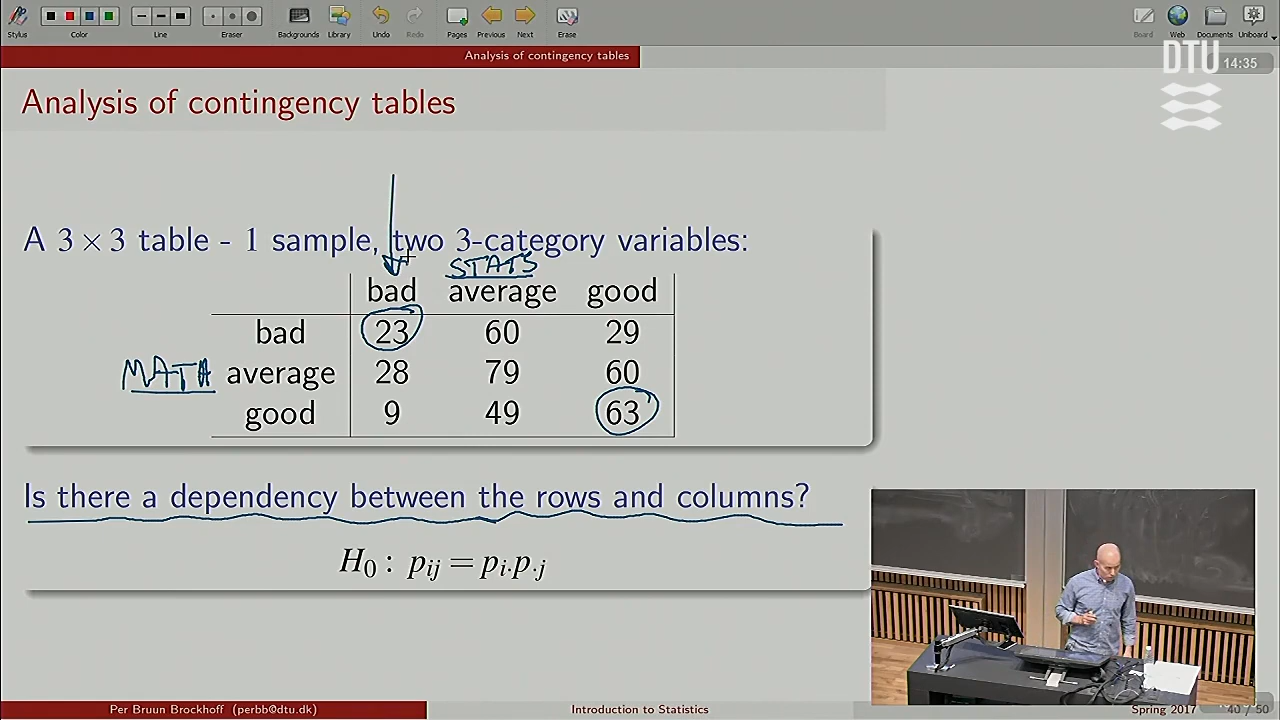 Stylus Color Line Eraser Backgrounds Library Undo Redo Pages Previous Next Erase Board Web Documents Uniboard
Analysis of contingency tables
DTU
14:35
Analysis of contingency tables
A 3 × 3 table - 1 sample, two 3-category variables:
STATS
bad average good
bad 23 60 29
MATH average 28 79 60
good 9 49 63
Is there a dependency between the rows and columns?
H₀ : pᵢⱼ = pᵢ.p.ⱼ
Per Bruun Brockhoff (perbb@dtu.dk) Introduction to Statistics Spring 2017 40 / 50